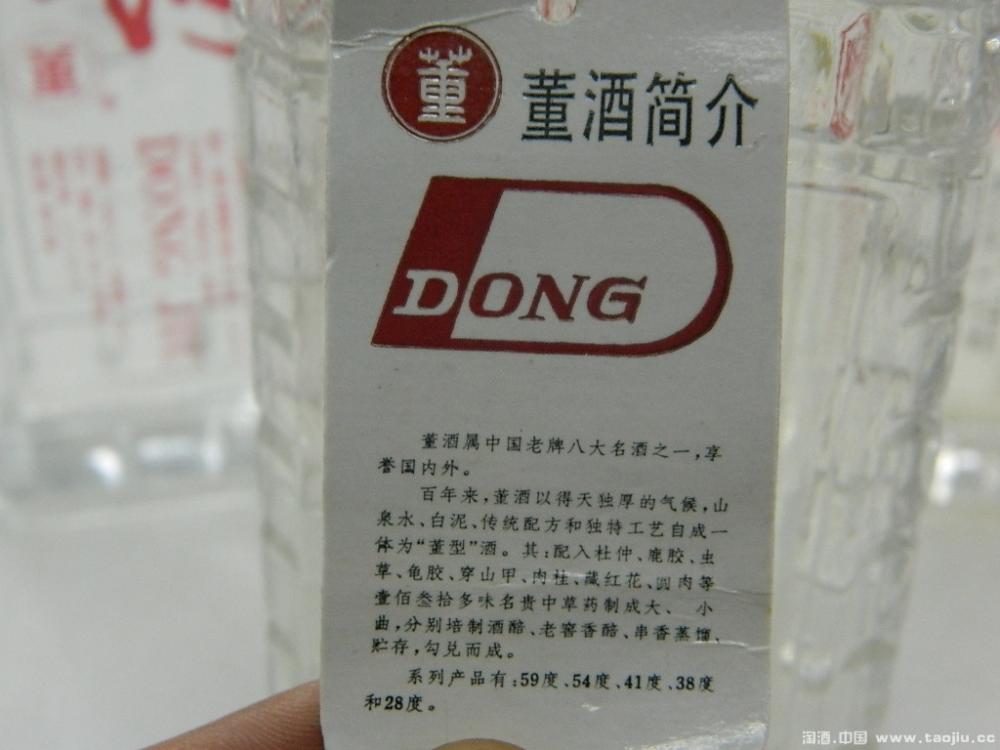 董
董酒简介
DONG
董酒属中国老牌八大名酒之一，享
誉国内外。
百年来，董酒以得天独厚的气候，山
泉水、白泥、传统配方和独特工艺自成一
体为“董型”酒。其：配入杜仲、鹿胶、虫
草、龟胶、穿山甲、肉桂、藏红花、圆肉等
壹佰叁拾多味名贵中草药制成大、 小
曲，分别培制酒醅、老窖香醅、串香蒸馏、
贮存，勾兑而成。
系列产品有：59度、54度、41度、38度
和28度。
董
DONG
淘酒.中国 www.taojiu.cc